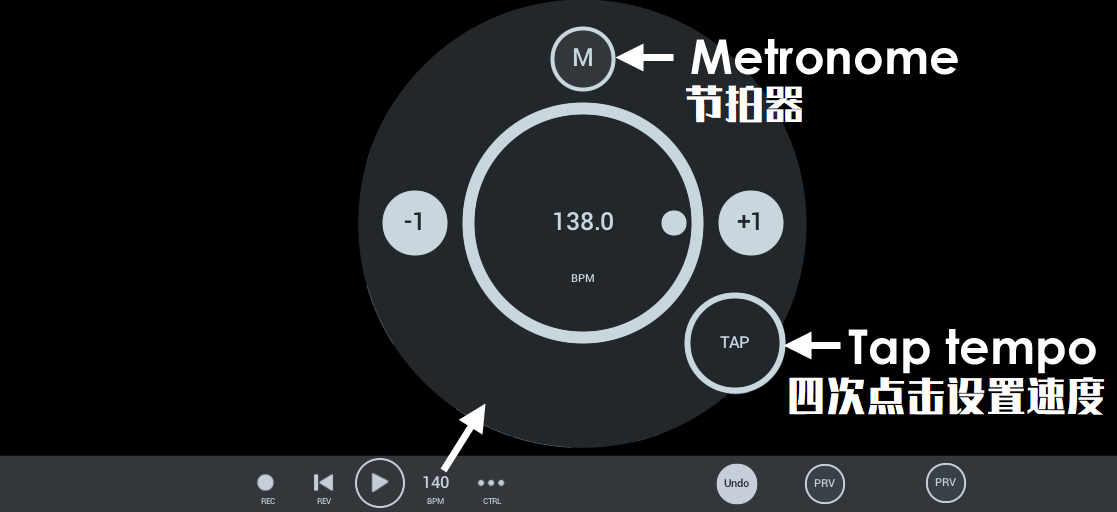 M
Metronome
节拍器
-1
138.0
+1
BPM
TAP
Tap tempo
四次点击设置速度
140
Undo
PRV
PRV
REC
REV
BPM
CTRL